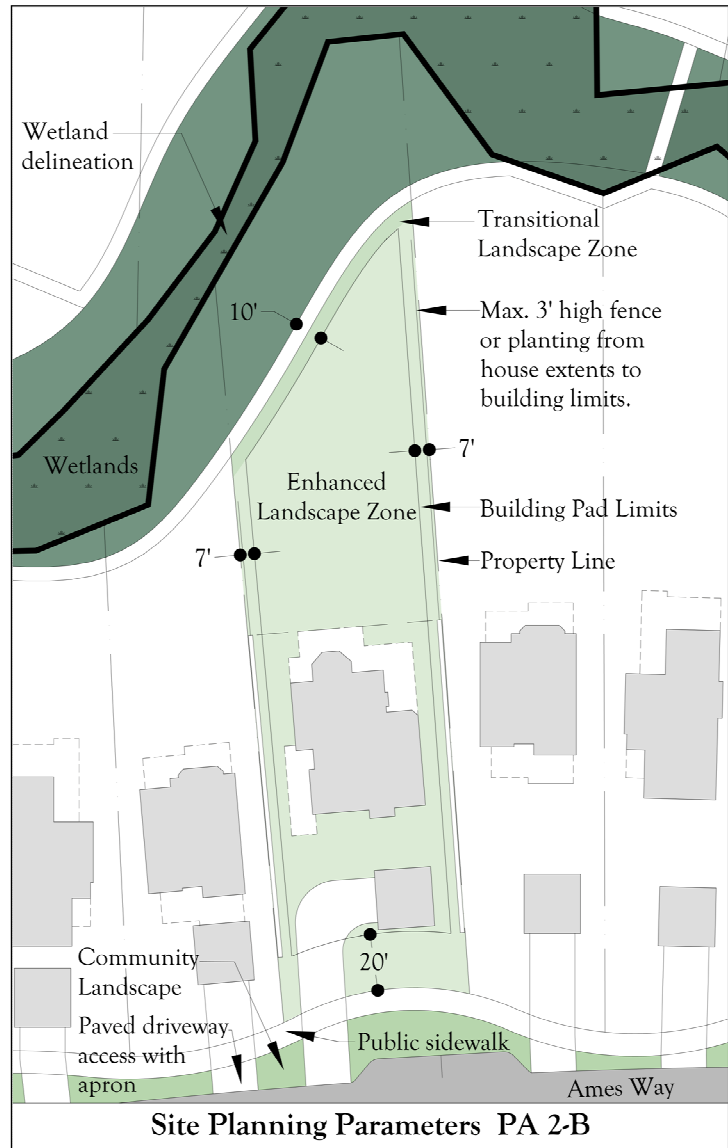 Wetland
delineation
Transitional
Landscape Zone
10'
Max. 3' high fence
or planting from
house extents to
building limits.
7'
Wetlands
Enhanced
Landscape Zone
Building Pad Limits
7'
Property Line
Community
Landscape
20'
Paved driveway
access with
apron
Public sidewalk
Ames Way
Site Planning Parameters PA 2-B